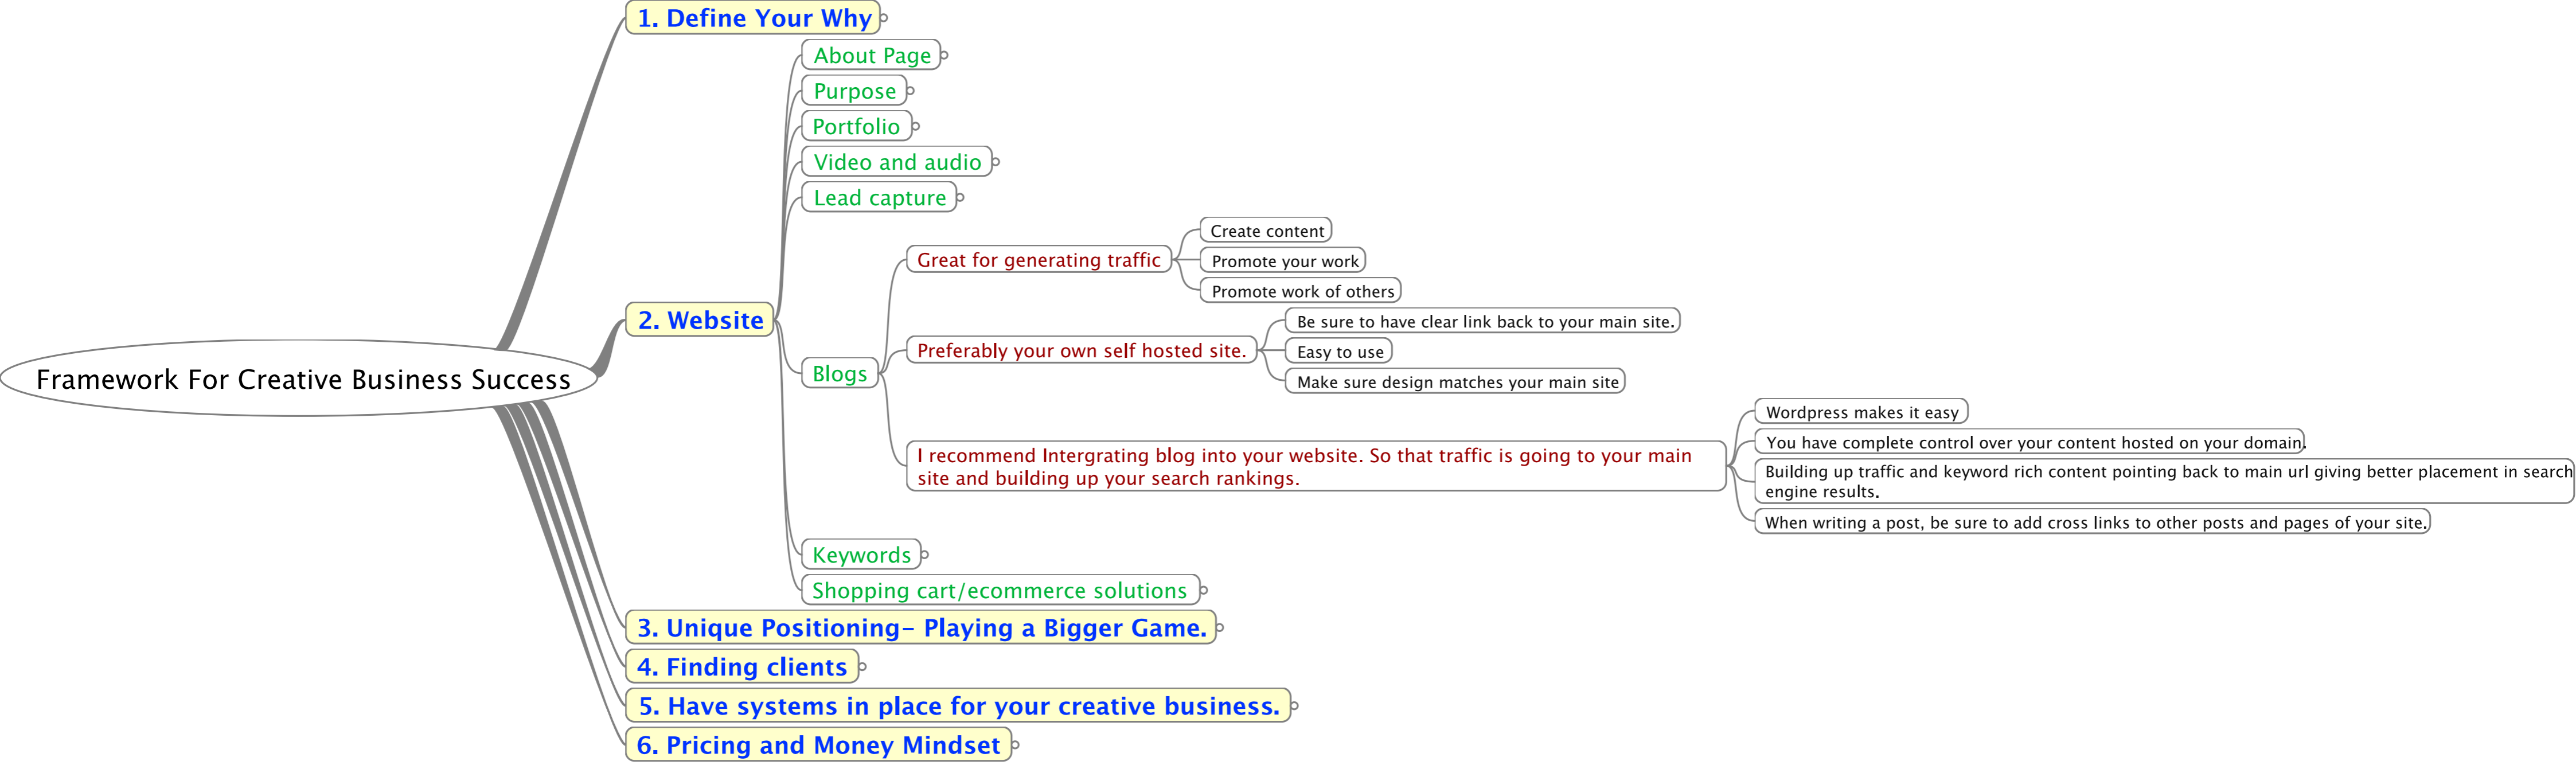 1. Define Your Why
About Page
Purpose
Portfolio
Video and audio
Lead capture
Create content
Great for generating traffic
Promote your work
Promote work of others
2. Website
Be sure to have clear link back to your main site.
Preferably your own self hosted site.
Easy to use
Make sure design matches your main site
Blogs
Framework For Creative Business Success
Wordpress makes it easy
You have complete control over your content hosted on your domain.
I recommend Intergrating blog into your website. So that traffic is going to your main
site and building up your search rankings.
Building up traffic and keyword rich content pointing back to main url giving better placement in search
engine results.
When writing a post, be sure to add cross links to other posts and pages of your site.
Keywords
Shopping cart/ecommerce solutions
3. Unique Positioning- Playing a Bigger Game.
4. Finding clients
5. Have systems in place for your creative business.
6. Pricing and Money Mindset